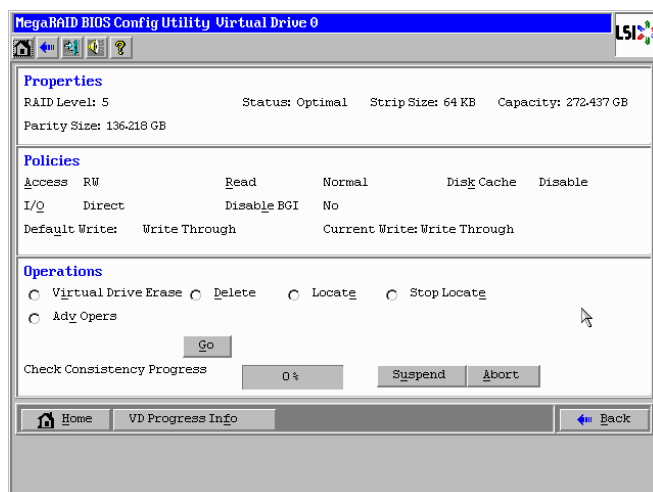 MegaRAID BIOS Config Utility Virtual Drive 0
LSI
Properties
RAID Level: 5 Status: Optimal Strip Size: 64 KB Capacity: 272.437 GB
Parity Size: 136.218 GB
Policies
Access RW Read Normal Disk Cache Disable
I/O Direct Disable BGI No
Default Write: Write Through Current Write: Write Through
Operations
Virtual Drive Erase Delete Locate Stop Locate
Adv Opers
Go
Check Consistency Progress 0% Suspend Abort
Home VD Progress Info Back